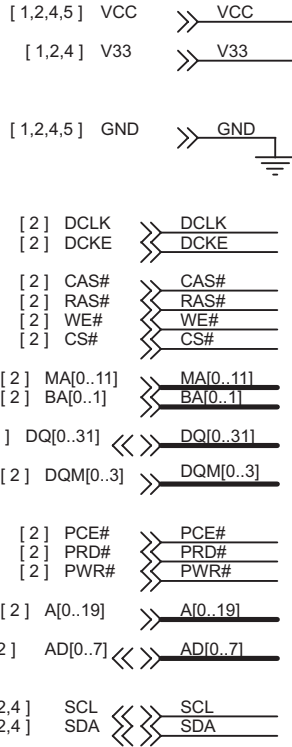 [ 1,2,4,5 ] VCC VCC
[ 1,2,4 ] V33 V33
[ 1,2,4,5 ] GND GND
[ 2 ] DCLK DCLK
[ 2 ] DCKE DCKE
[ 2 ] CAS# CAS#
[ 2 ] RAS# RAS#
[ 2 ] WE# WE#
[ 2 ] CS# CS#
[ 2 ] MA[0..11] MA[0..11]
[ 2 ] BA[0..1] BA[0..1]
] DQ[0..31] DQ[0..31]
[ 2 ] DQM[0..3] DQM[0..3]
[ 2 ] PCE# PCE#
[ 2 ] PRD# PRD#
[ 2 ] PWR# PWR#
[ 2 ] A[0..19] A[0..19]
2 ] AD[0..7] AD[0..7]
2,4 ] SCL SCL
2,4 ] SDA SDA